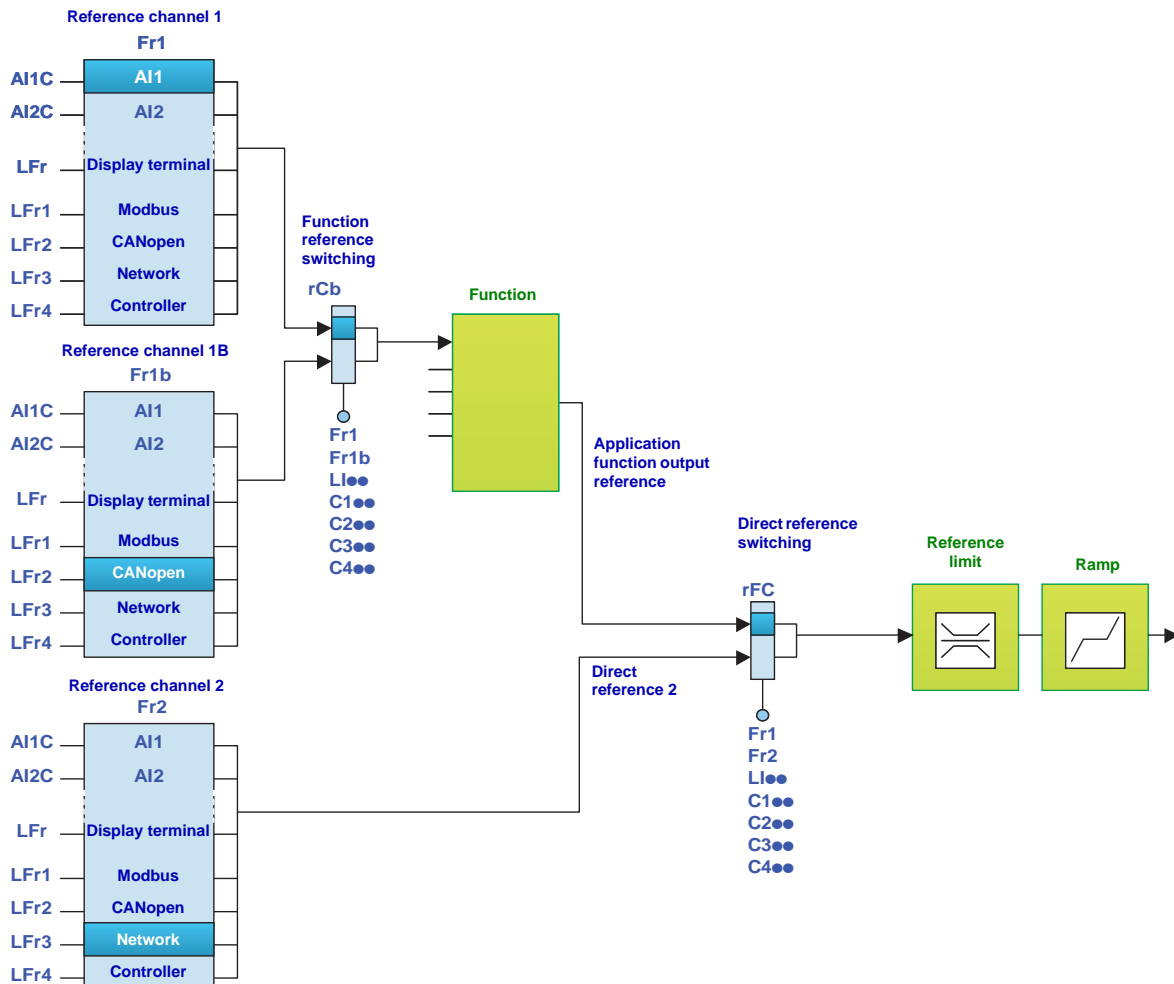 Reference channel 1
Fr1
AI1C
AI1
AI2C
AI2
LFr
Display terminal
LFr1
Modbus
LFr2
CANopen
LFr3
Network
LFr4
Controller
Reference channel 1B
Fr1b
AI1C
AI1
AI2C
AI2
LFr
Display terminal
LFr1
Modbus
LFr2
CANopen
LFr3
Network
LFr4
Controller
Reference channel 2
Fr2
AI1C
AI1
AI2C
AI2
LFr
Display terminal
LFr1
Modbus
LFr2
CANopen
LFr3
Network
LFr4
Controller
Function
reference
switching
rCb
Fr1
Fr1b
LI●●
C1●●
C2●●
C3●●
C4●●
Function
Application
function output
reference
Direct
reference 2
Direct reference
switching
rFC
Fr1
Fr2
LI●●
C1●●
C2●●
C3●●
C4●●
Reference
limit
Ramp